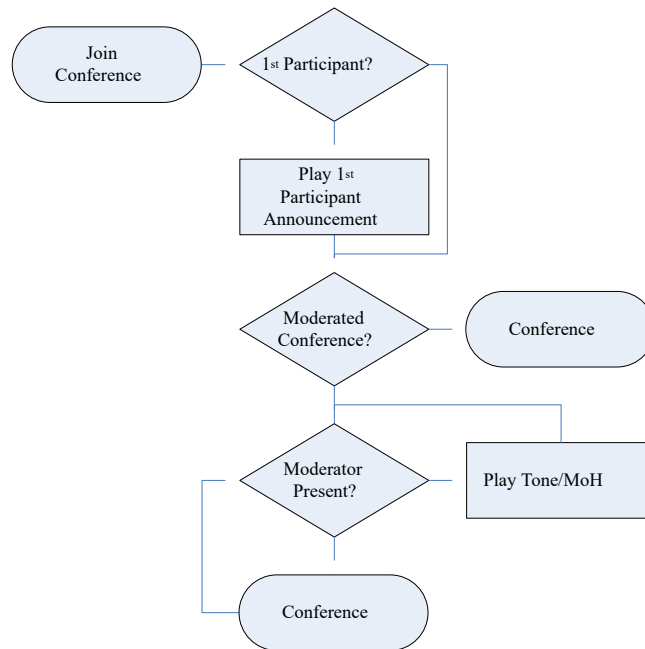 Join
Conference
1st Participant?
Play 1st
Participant
Announcement
Moderated
Conference?
Conference
Moderator
Present?
Play Tone/MoH
Conference